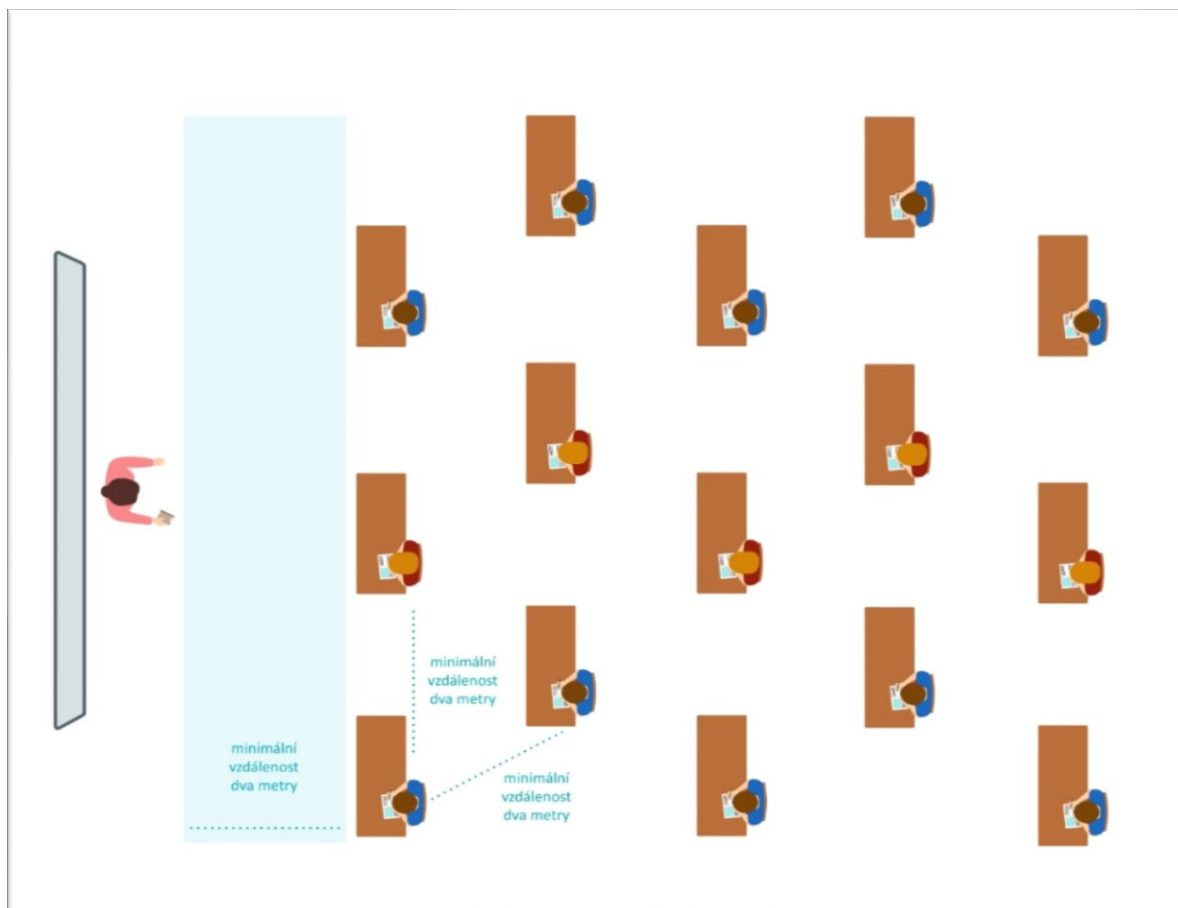 minimální
vzdálenost
dva metry
minimální
vzdálenost
dva metry
minimální
vzdálenost
dva metry